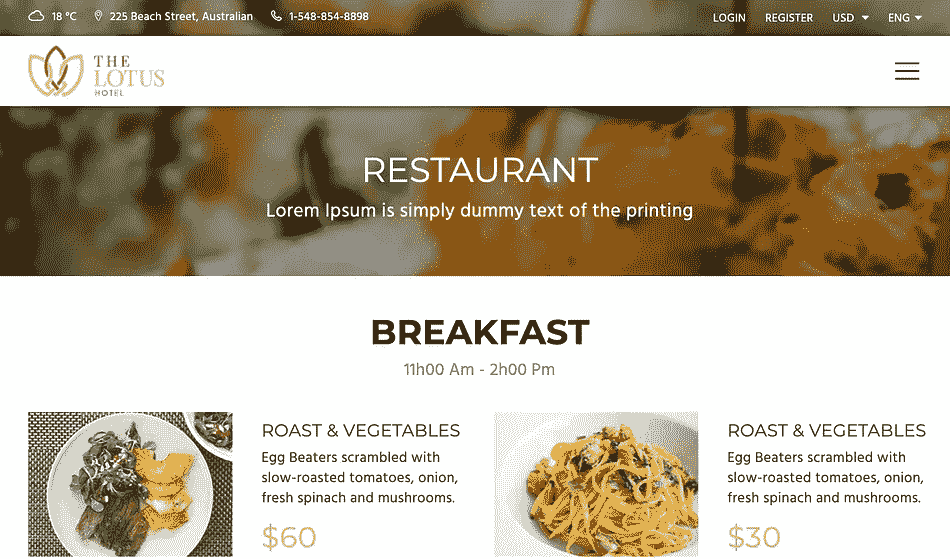 18 °C 225 Beach Street, Australian 1-548-854-8898 LOGIN REGISTER USD ENG
THE
LOTUS
HOTEL
RESTAURANT
Lorem Ipsum is simply dummy text of the printing
BREAKFAST
11h00 Am - 2h00 Pm
ROAST & VEGETABLES
Egg Beaters scrambled with
slow-roasted tomatoes, onion,
fresh spinach and mushrooms.
$60
ROAST & VEGETABLES
Egg Beaters scrambled with
slow-roasted tomatoes, onion,
fresh spinach and mushrooms.
$30